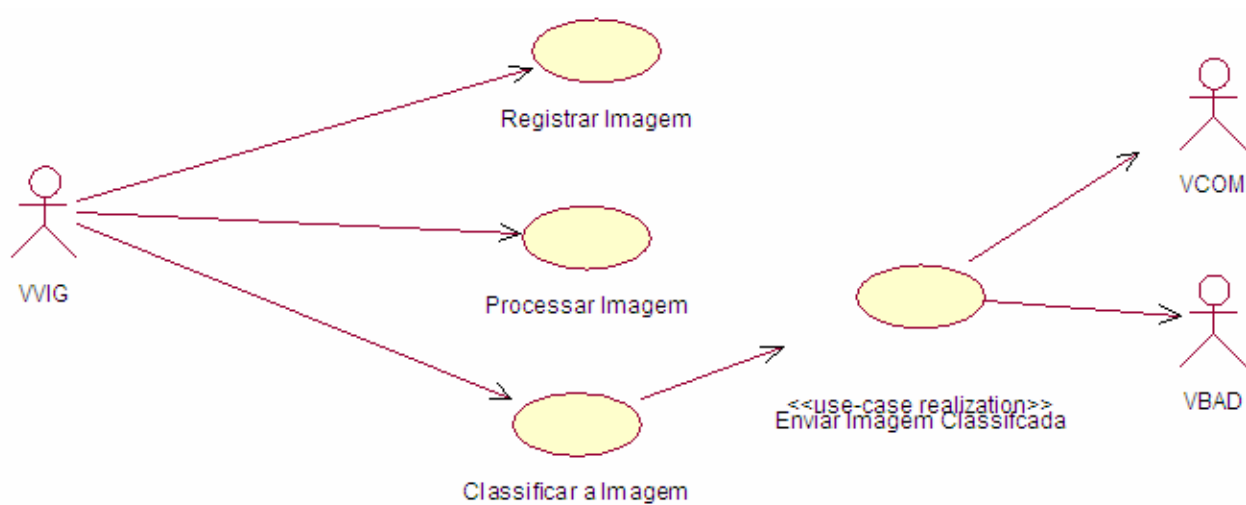 Registrar Imagem
VCOM
VVIG
Processar Imagem
<<use-case realization>>
Enviar Imagem Classifcada
VBAD
Classificar a Imagem